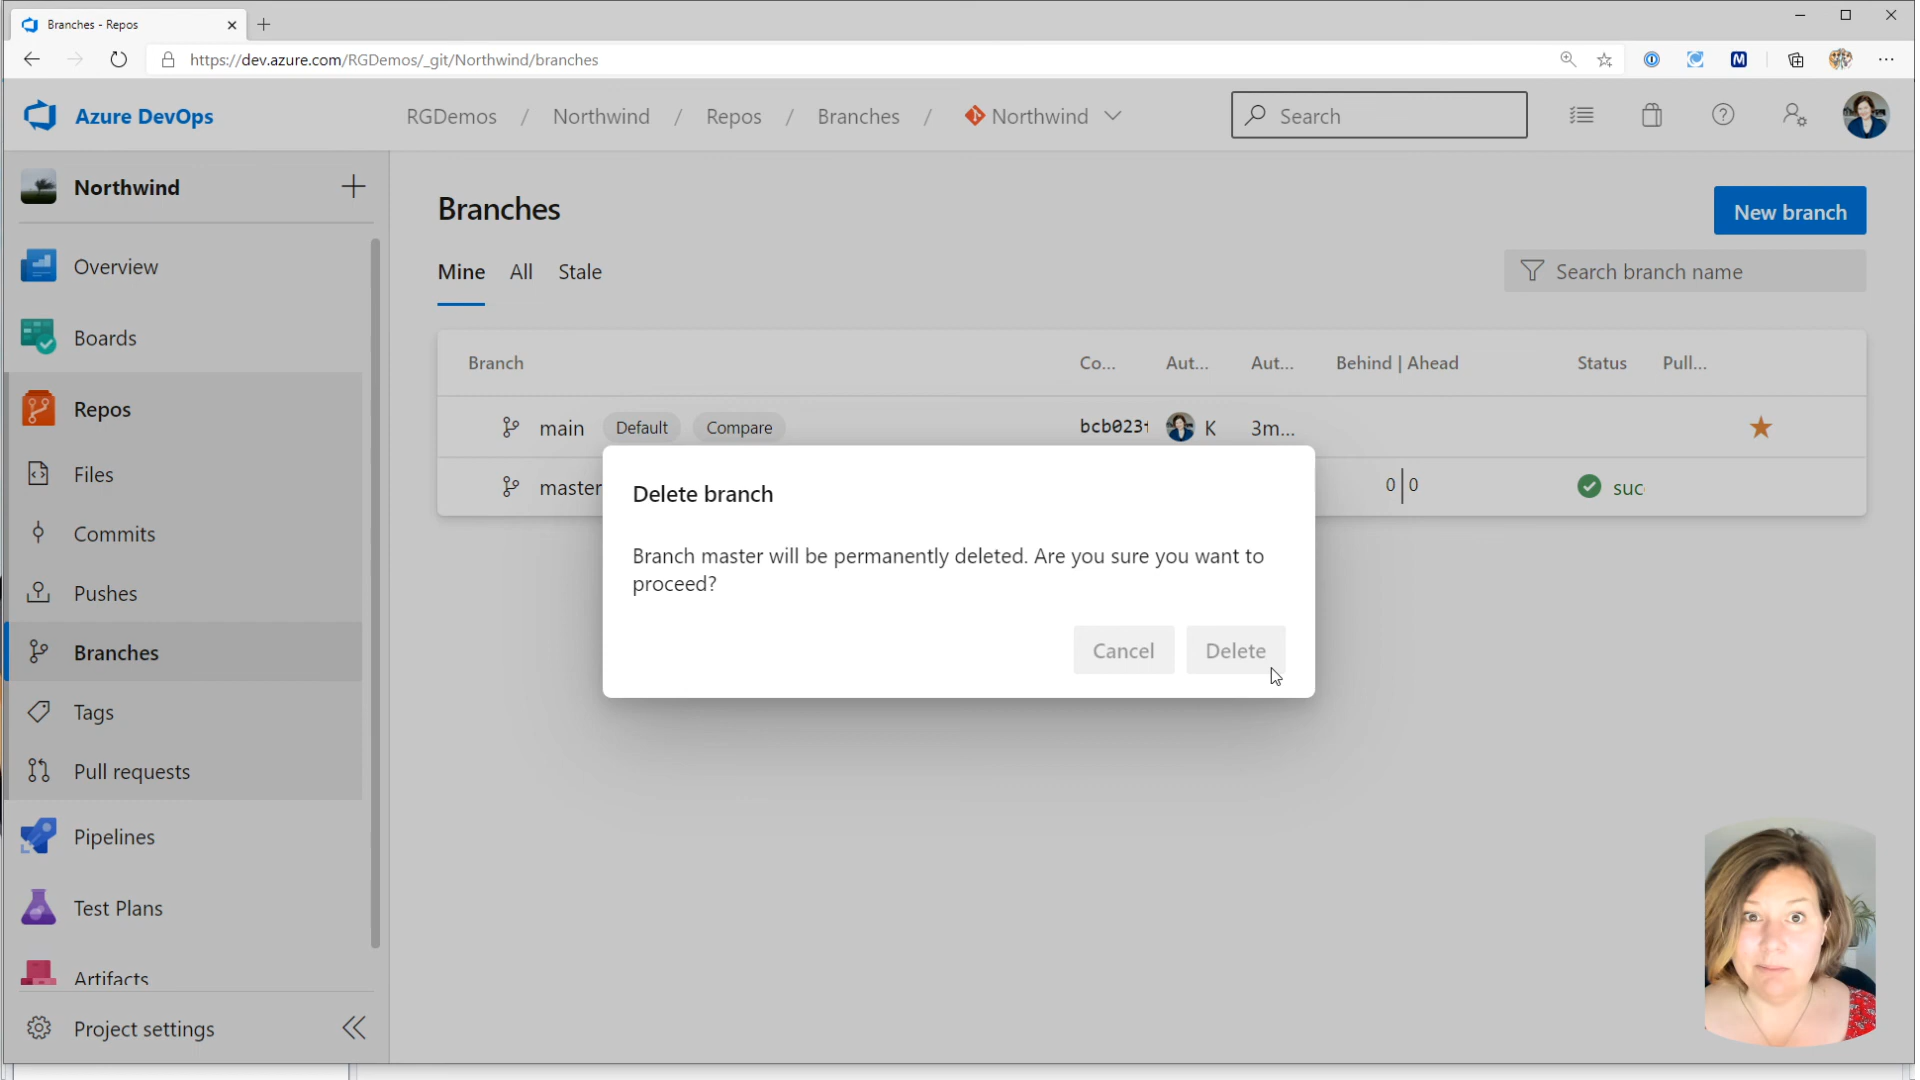 Branches - Repos
https://dev.azure.com/RGDemos/_git/Northwind/branches
Azure DevOps
RGDemos / Northwind / Repos / Branches / Northwind
Search
Northwind
Overview
Boards
Repos
Files
Commits
Pushes
Branches
Tags
Pull requests
Pipelines
Test Plans
Artifacts
Project settings
Branches
New branch
Mine All Stale
Search branch name
Branch Co... Aut... Aut... Behind | Ahead Status Pull...
main Default Compare bcb023 K 3m...
master 0 | 0 suc
Delete branch
Branch master will be permanently deleted. Are you sure you want to
proceed?
Cancel Delete